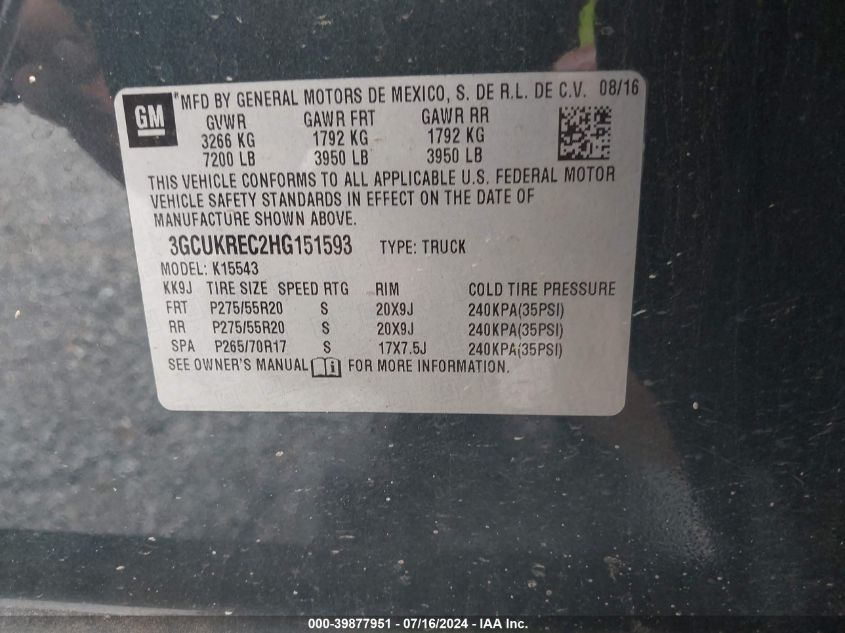 GM "MFD BY GENERAL MOTORS DE MEXICO, S. DE R.L. DE C.V. 08/16
GVWR GAWR FRT GAWR RR
3266 KG 1792 KG 1792 KG
7200 LB 3950 LB 3950 LB
THIS VEHICLE CONFORMS TO ALL APPLICABLE U.S. FEDERAL MOTOR
VEHICLE SAFETY STANDARDS IN EFFECT ON THE DATE OF
MANUFACTURE SHOWN ABOVE.
3GCUKREC2HG151593 TYPE: TRUCK
MODEL: K15543
KK9J TIRE SIZE SPEED RTG RIM COLD TIRE PRESSURE
FRT P275/55R20 S 20X9J 240KPA(35PSI)
RR P275/55R20 S 20X9J 240KPA(35PSI)
SPA P265/70R17 S 17X7.5J 240KPA(35PSI)
SEE OWNER'S MANUAL FOR MORE INFORMATION.
000-39877951 - 07/16/2024 - IAA Inc.